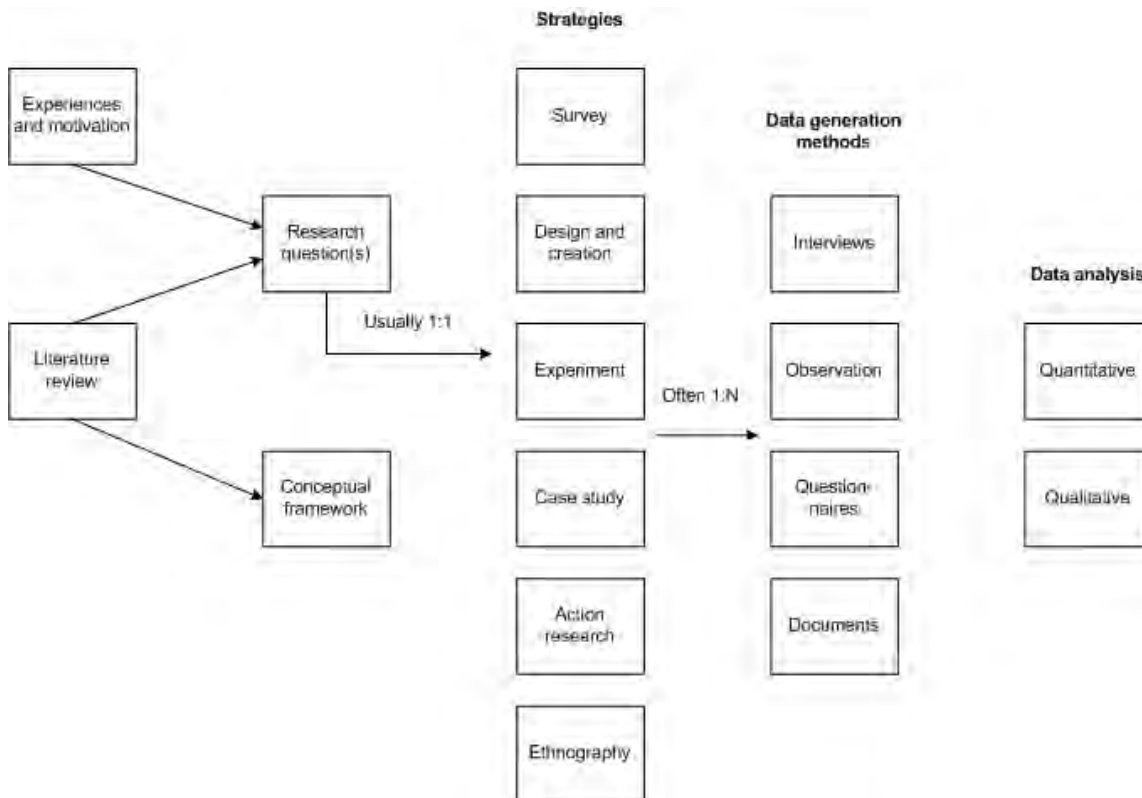 Strategies
Experiences
and motivation
Survey
Data generation
methods
Research
question(s)
Design and
creation
Interviews
Data analysis
Usually 1:1
Literature
review
Experiment
Observation
Quantitative
Often 1:N
Conceptual
framework
Case study
Question-
naires
Qualitative
Action
research
Documents
Ethnography